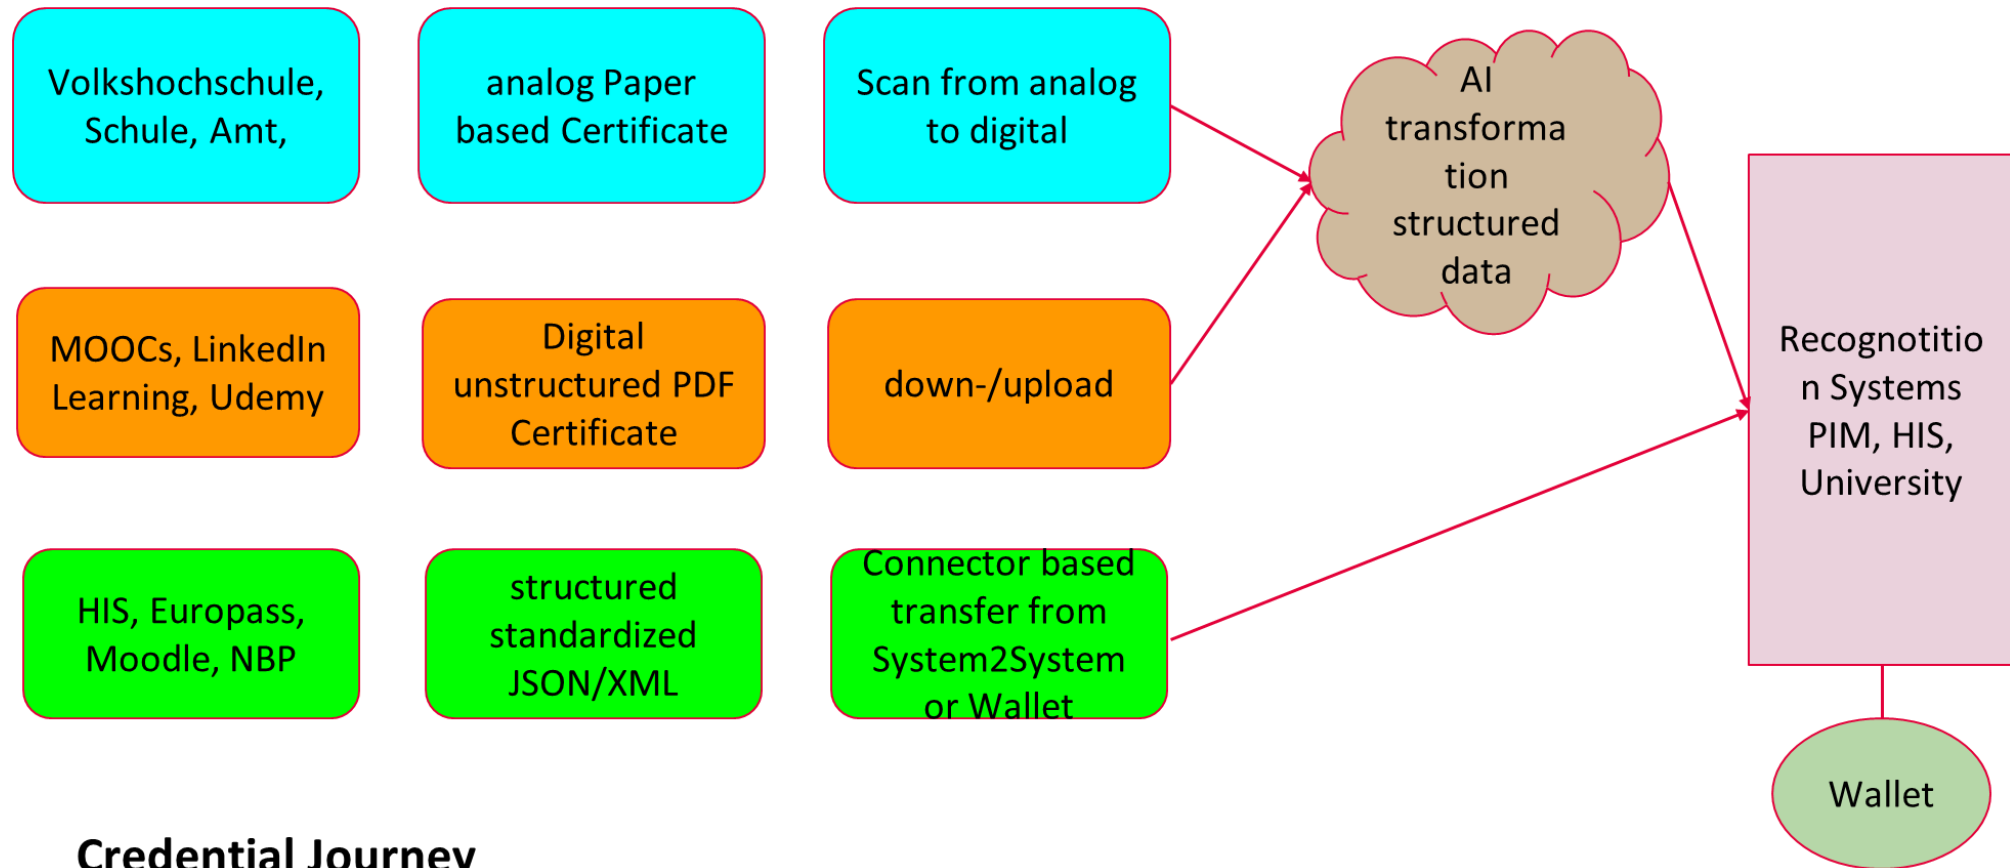 Volkshochschule,
Schule, Amt,
analog Paper
based Certificate
Scan from analog
to digital
AI
transforma
tion
structured
data
MOOCs, LinkedIn
Learning, Udemy
Digital
unstructured PDF
Certificate
down-/upload
Recognotitio
n Systems
PIM, HIS,
University
HIS, Europass,
Moodle, NBP
structured
standardized
JSON/XML
Connector based
transfer from
System2System
or Wallet
Wallet
Credential Journey